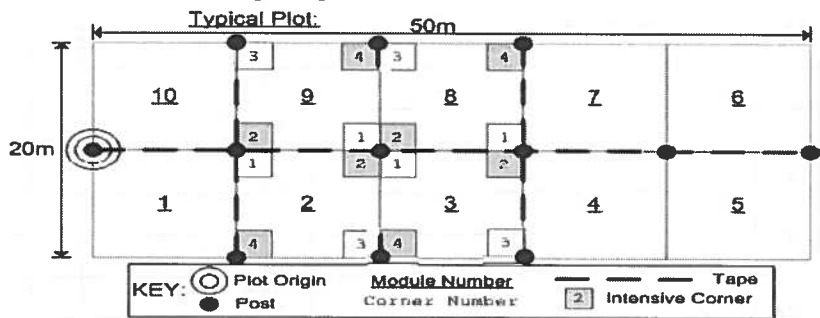 Typical Plot:
50m
3 4 3 4
10 9 8 7 6
20m
2 1 2 1
1 2 1 2
1 2 3 4 5
4 3 4 3
KEY: Plot Origin Module Number Tape
Post Corner Number 2 Intensive Corner